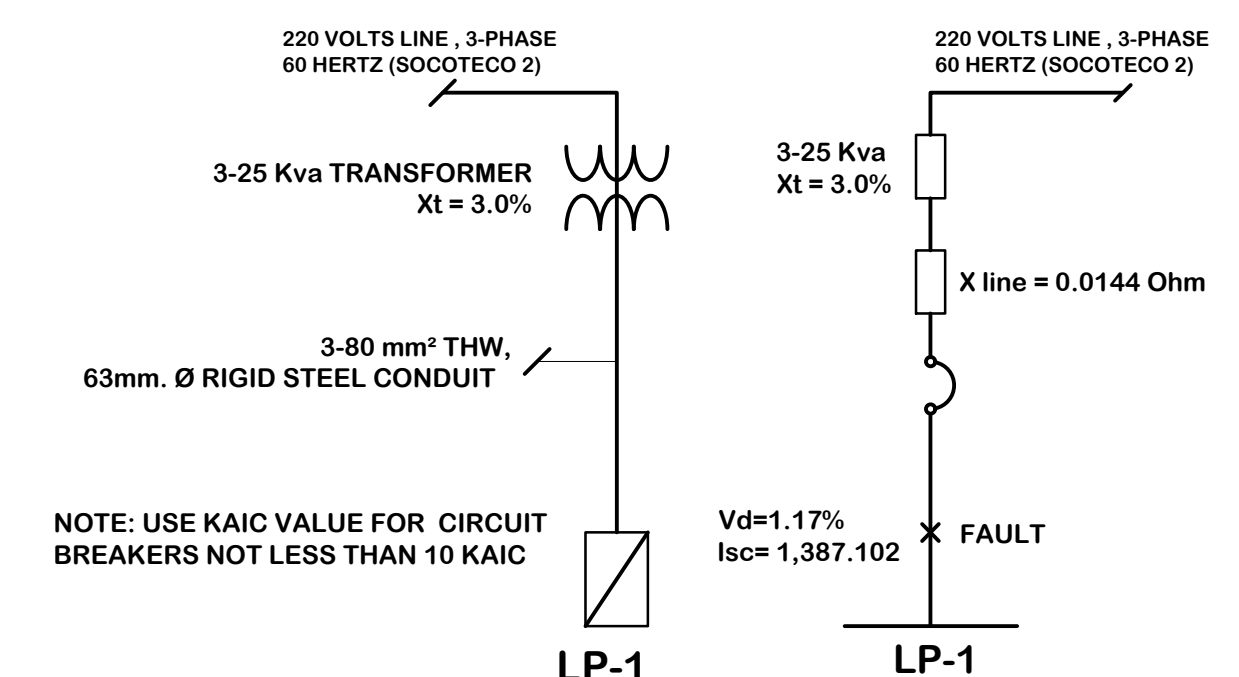 220 VOLTS LINE , 3-PHASE
60 HERTZ (SOCOTECO 2)
3-25 Kva TRANSFORMER
Xt = 3.0%
3-80 mm² THW,
63mm. Ø RIGID STEEL CONDUIT
NOTE: USE KAIC VALUE FOR CIRCUIT
BREAKERS NOT LESS THAN 10 KAIC
LP-1
220 VOLTS LINE , 3-PHASE
60 HERTZ (SOCOTECO 2)
3-25 Kva
Xt = 3.0%
X line = 0.0144 Ohm
Vd=1.17%
Isc= 1,387.102
FAULT
LP-1